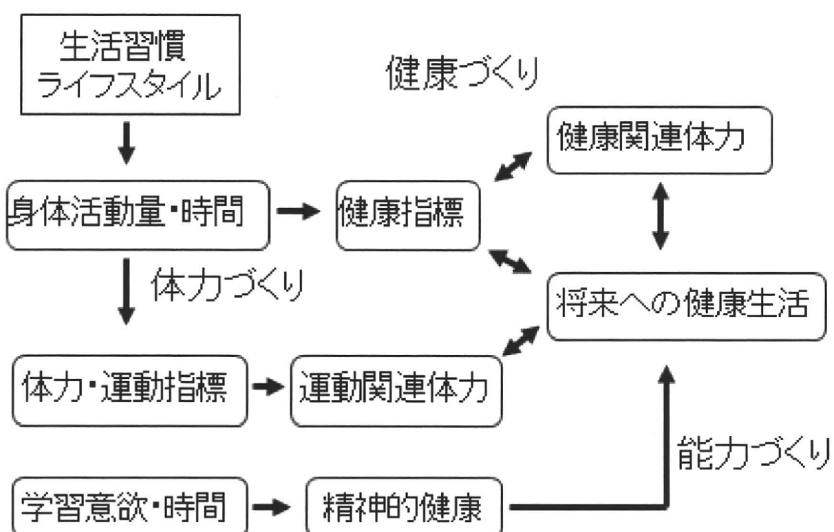 生活習慣
ライフスタイル
健康づくり
健康関連体力
身体活動量・時間
健康指標
体力づくり
将来への健康生活
体力・運動指標
運動関連体力
能力づくり
学習意欲・時間
精神的健康